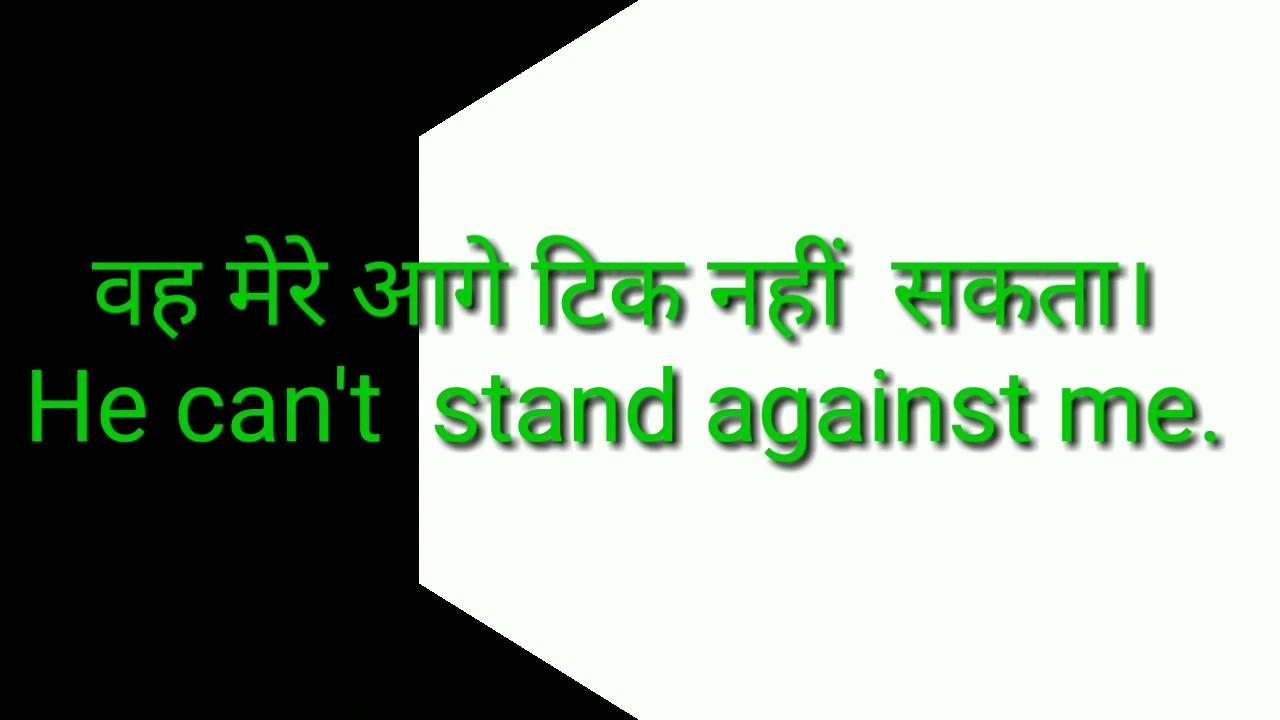 वह मेरे आगे टिक नहीं सकता।
He can't stand against me.